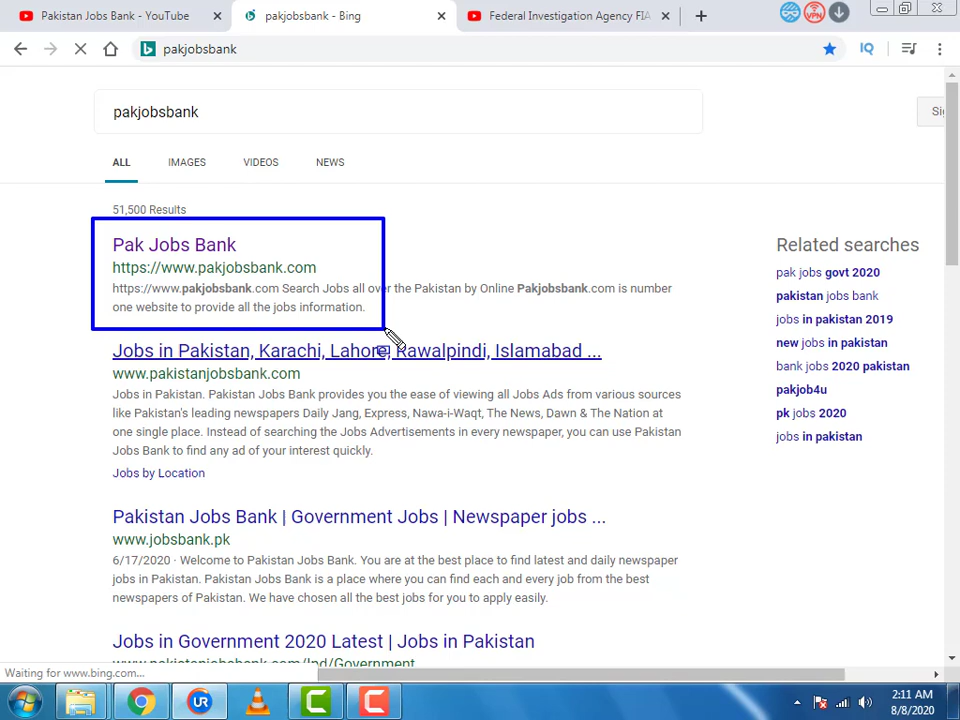 Pakistan Jobs Bank - YouTube
pakjobsbank - Bing
Federal Investigation Agency FIA
VPN
pakjobsbank
IQ
pakjobsbank
ALL IMAGES VIDEOS NEWS
51,500 Results
Pak Jobs Bank
https://www.pakjobsbank.com
https://www.pakjobsbank.com Search Jobs all over the Pakistan by Online Pakjobsbank.com is number
one website to provide all the jobs information.
Jobs in Pakistan, Karachi, Lahore, Rawalpindi, Islamabad ...
www.pakistanjobsbank.com
Jobs in Pakistan. Pakistan Jobs Bank provides you the ease of viewing all Jobs Ads from various sources
like Pakistan's leading newspapers Daily Jang, Express, Nawa-i-Waqt, The News, Dawn & The Nation at
one single place. Instead of searching the Jobs Advertisements in every newspaper, you can use Pakistan
Jobs Bank to find any ad of your interest quickly.
Jobs by Location
Pakistan Jobs Bank | Government Jobs | Newspaper jobs ...
www.jobsbank.pk
6/17/2020 · Welcome to Pakistan Jobs Bank. You are at the best place to find latest and daily newspaper
jobs in Pakistan. Pakistan Jobs Bank is a place where you can find each and every job from the best
newspapers of Pakistan. We have chosen all the best jobs for you to apply easily.
Jobs in Government 2020 Latest | Jobs in Pakistan
www.pakistanjobsbank.com/Ind/Government
Related searches
pak jobs govt 2020
pakistan jobs bank
jobs in pakistan 2019
new jobs in pakistan
bank jobs 2020 pakistan
pakjob4u
pk jobs 2020
jobs in pakistan
Waiting for www.bing.com...
UR
2:11 AM
8/8/2020